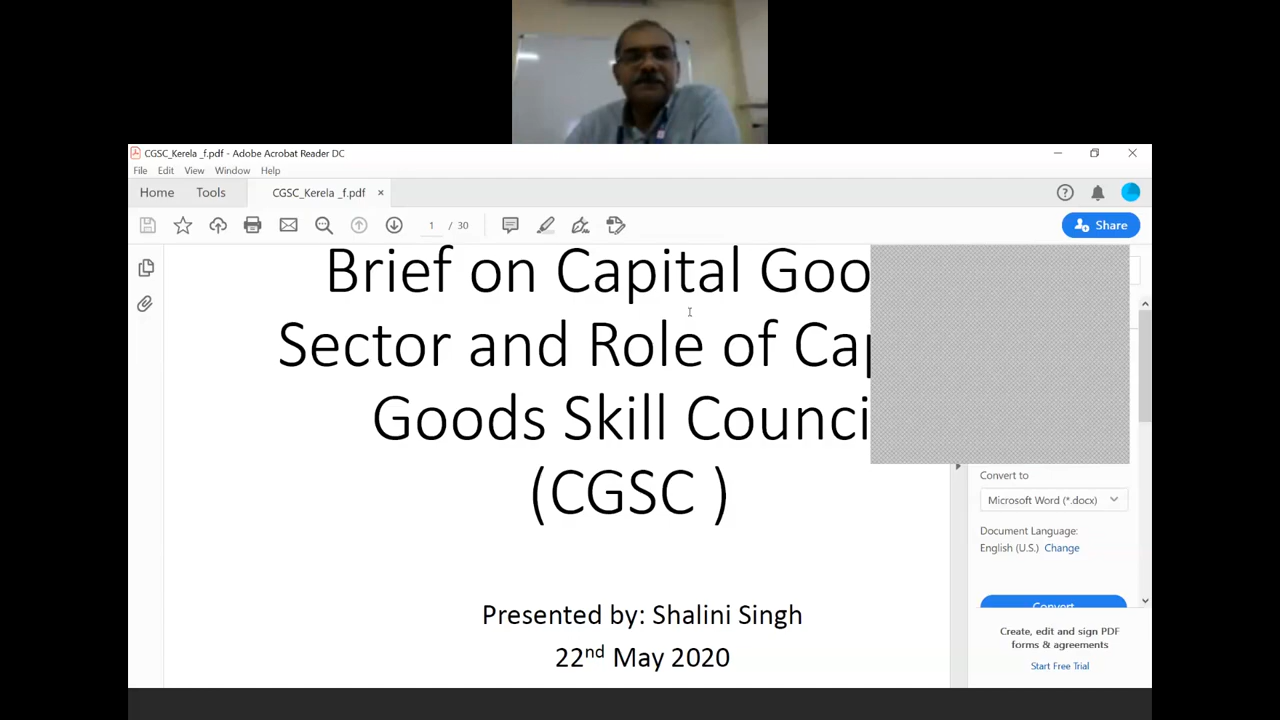 CGSC_Kerela _f.pdf - Adobe Acrobat Reader DC
File Edit View Window Help
Home Tools CGSC_Kerela _f.pdf ×
1 / 30
Share
Brief on Capital Goo
Sector and Role of Cap
Goods Skill Counci
(CGSC )
Presented by: Shalini Singh
22nd May 2020
Convert to
Microsoft Word (*.docx)
Document Language:
English (U.S.) Change
Convert
Create, edit and sign PDF
forms & agreements
Start Free Trial